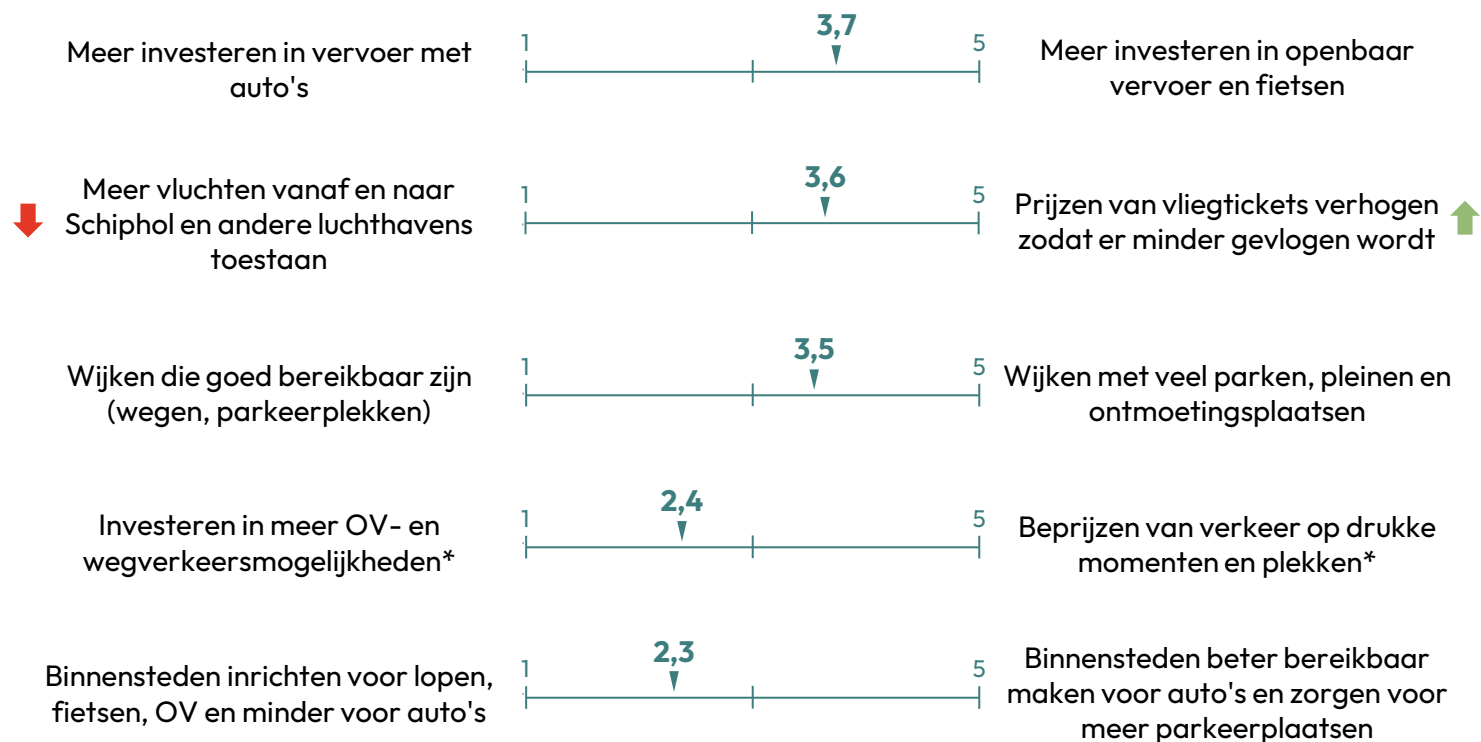 Meer investeren in vervoer met
auto's
1
3,7
5
Meer investeren in openbaar
vervoer en fietsen
Meer vluchten vanaf en naar
Schiphol en andere luchthavens
toestaan
1
3,6
5
Prijzen van vliegtickets verhogen
zodat er minder gevlogen wordt
Wijken die goed bereikbaar zijn
(wegen, parkeerplekken)
1
3,5
5
Wijken met veel parken, pleinen en
ontmoetingsplaatsen
Investeren in meer OV- en
wegverkeersmogelijkheden*
1
2,4
5
Beprijzen van verkeer op drukke
momenten en plekken*
Binnensteden inrichten voor lopen,
fietsen, OV en minder voor auto's
1
2,3
5
Binnensteden beter bereikbaar
maken voor auto's en zorgen voor
meer parkeerplaatsen